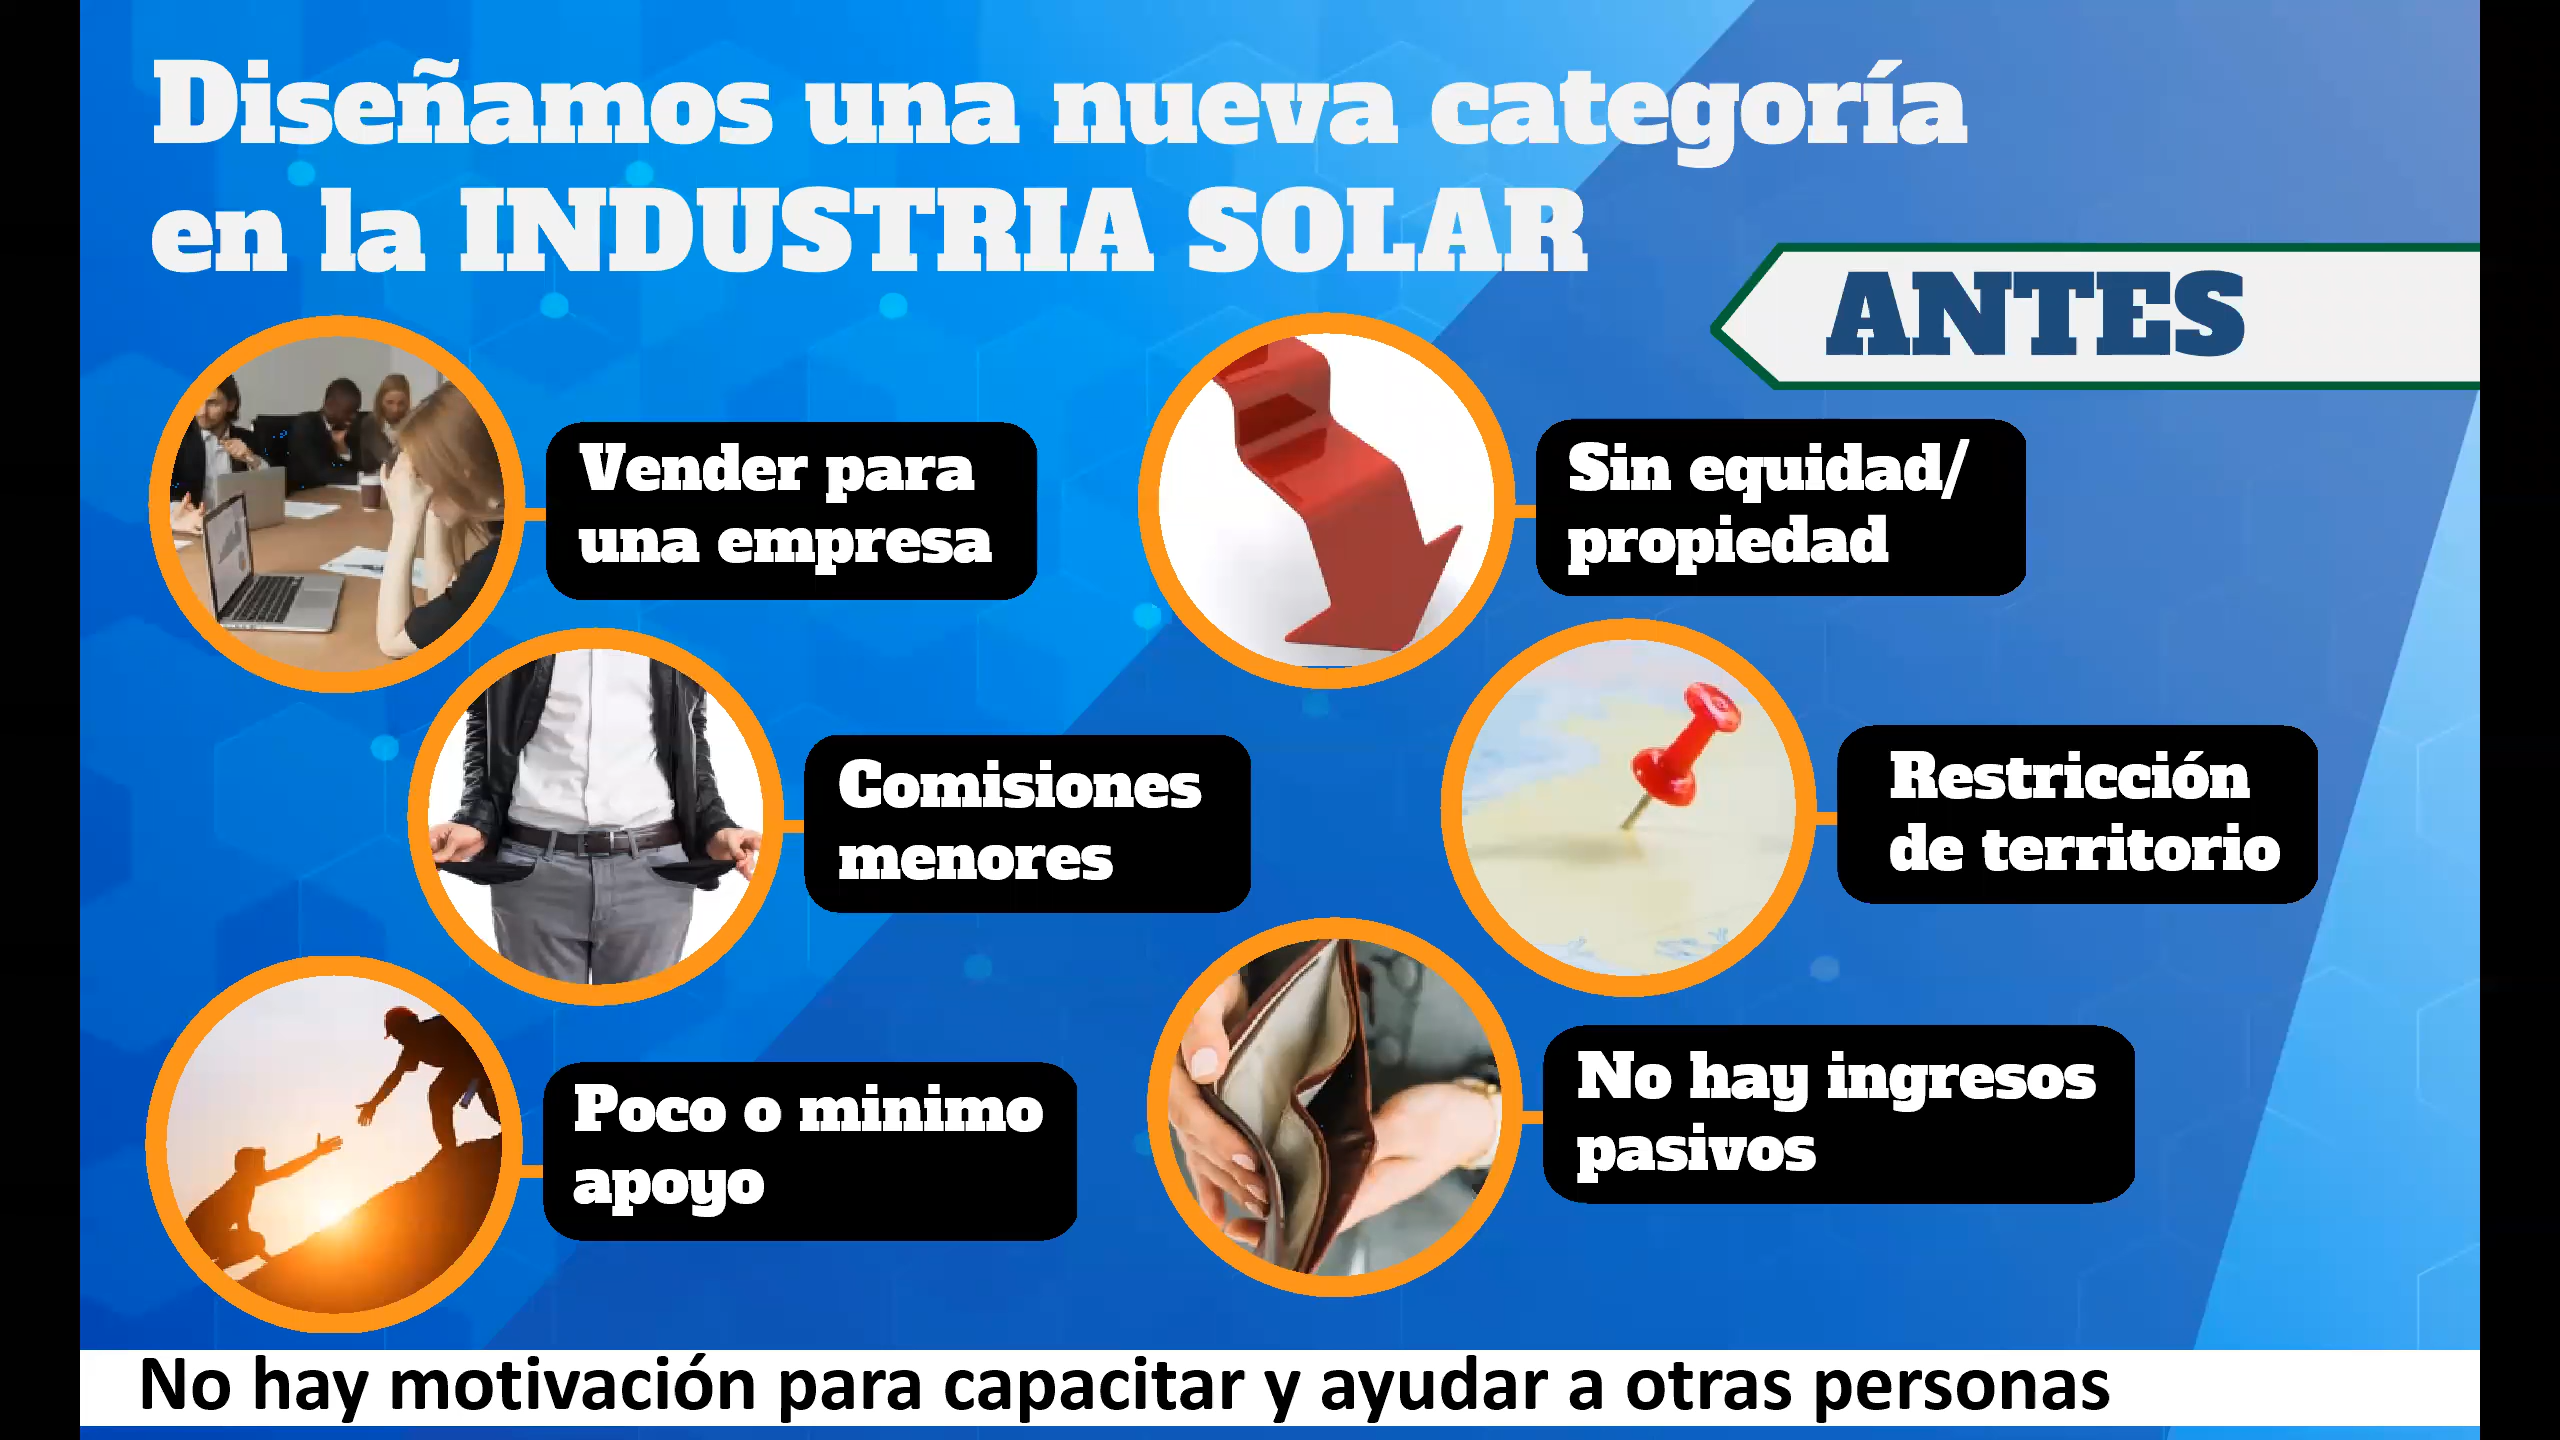 Diseñamos una nueva categoría
en la INDUSTRIA SOLAR
ANTES
Vender para
una empresa
Sin equidad/
propiedad
Comisiones
menores
Restricción
de territorio
Poco o minimo
apoyo
No hay ingresos
pasivos
No hay motivación para capacitar y ayudar a otras personas